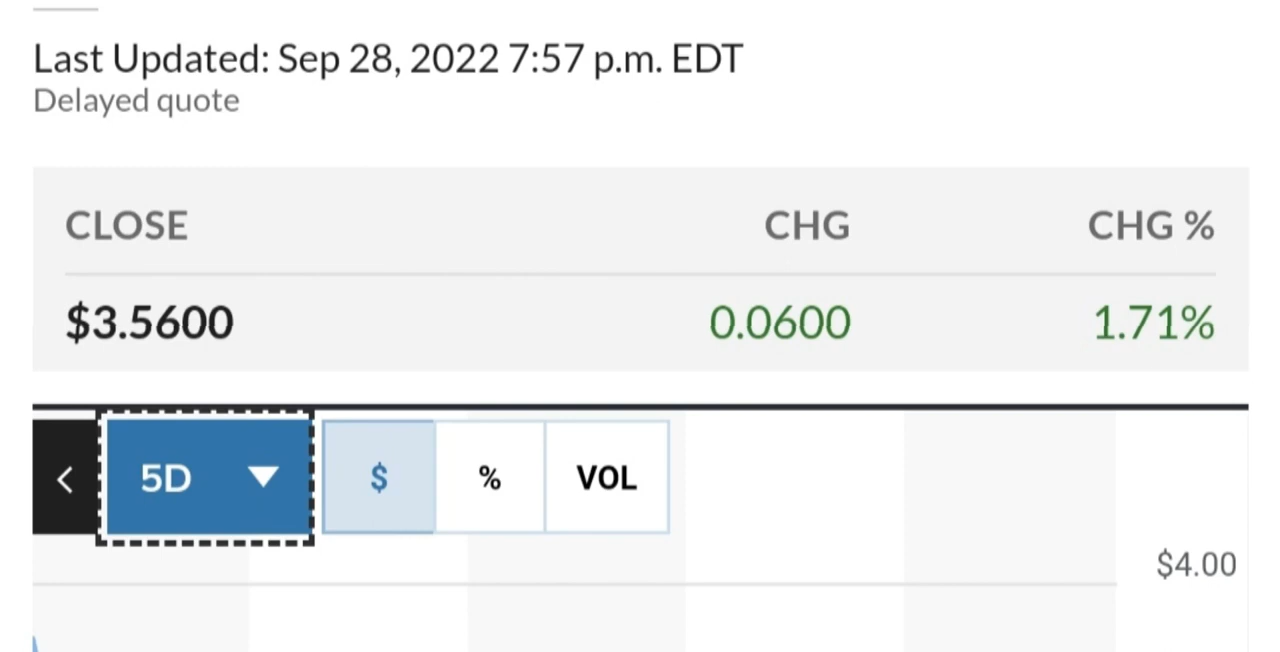 Last Updated: Sep 28, 2022 7:57 p.m. EDT
Delayed quote
CLOSE CHG CHG %
$3.5600 0.0600 1.71%
5D $ % VOL
$4.00